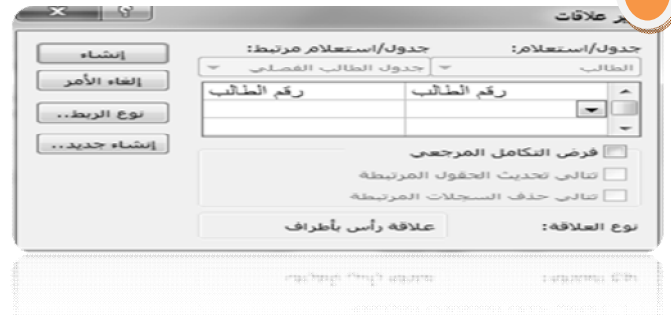 ير علاقات
جدول/استعلام: جدول/استعلام مرتبط:
الطالب جدول الطالب الفصلي
رقم الطالب رقم الطالب
فرض التكامل المرجعي
تتالي تحديث الحقول المرتبطة
تتالي حذف السجلات المرتبطة
نوع العلاقة: علاقة رأس بأطراف
إنشاء
إلغاء الأمر
نوع الربط..
إنشاء جديد..